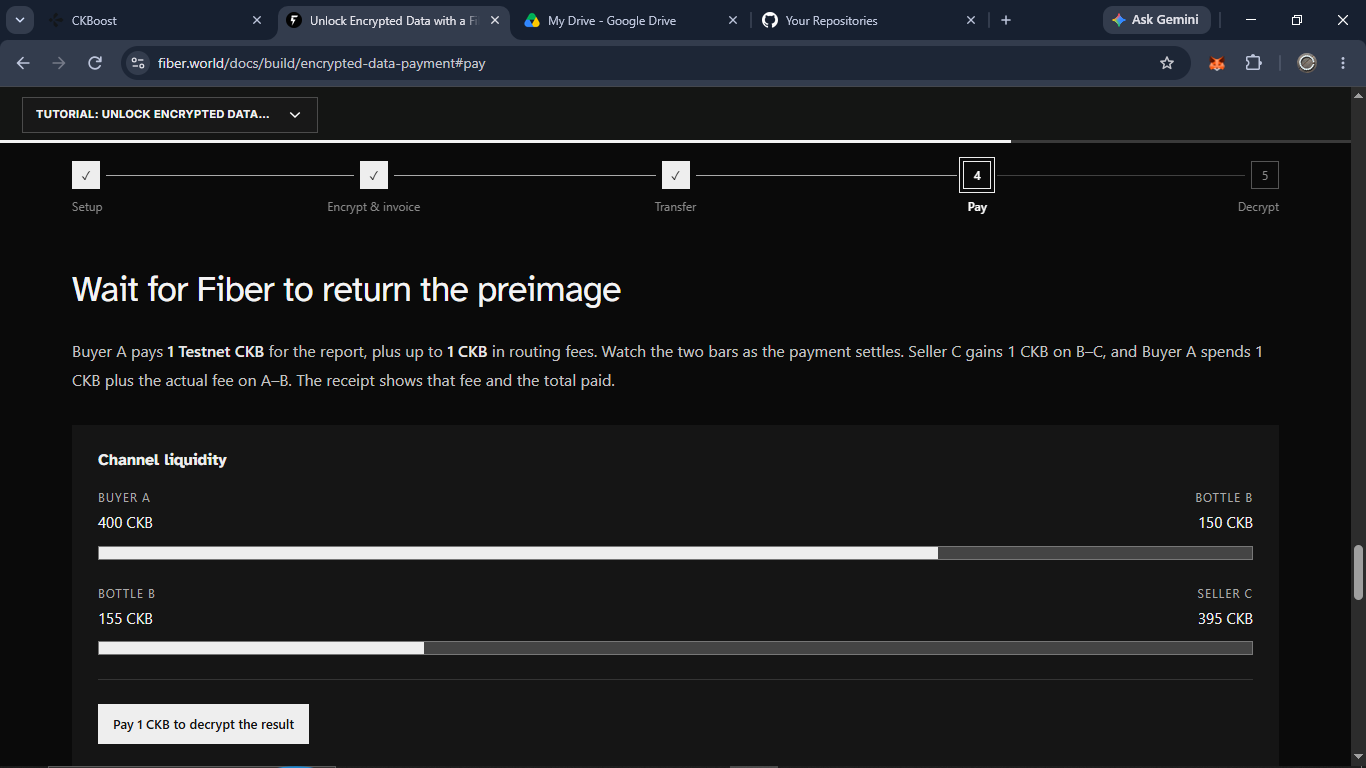 CKBoost
Unlock Encrypted Data with a Fi
My Drive - Google Drive
Your Repositories
Ask Gemini
fiber.world/docs/build/encrypted-data-payment#pay
TUTORIAL: UNLOCK ENCRYPTED DATA...
✓ ✓ ✓ 4 5
Setup Encrypt & invoice Transfer Pay Decrypt
Wait for Fiber to return the preimage
Buyer A pays 1 Testnet CKB for the report, plus up to 1 CKB in routing fees. Watch the two bars as the payment settles. Seller C gains 1 CKB on B–C, and Buyer A spends 1
CKB plus the actual fee on A–B. The receipt shows that fee and the total paid.
Channel liquidity
BUYER A BOTTLE B
400 CKB 150 CKB
BOTTLE B SELLER C
155 CKB 395 CKB
Pay 1 CKB to decrypt the result